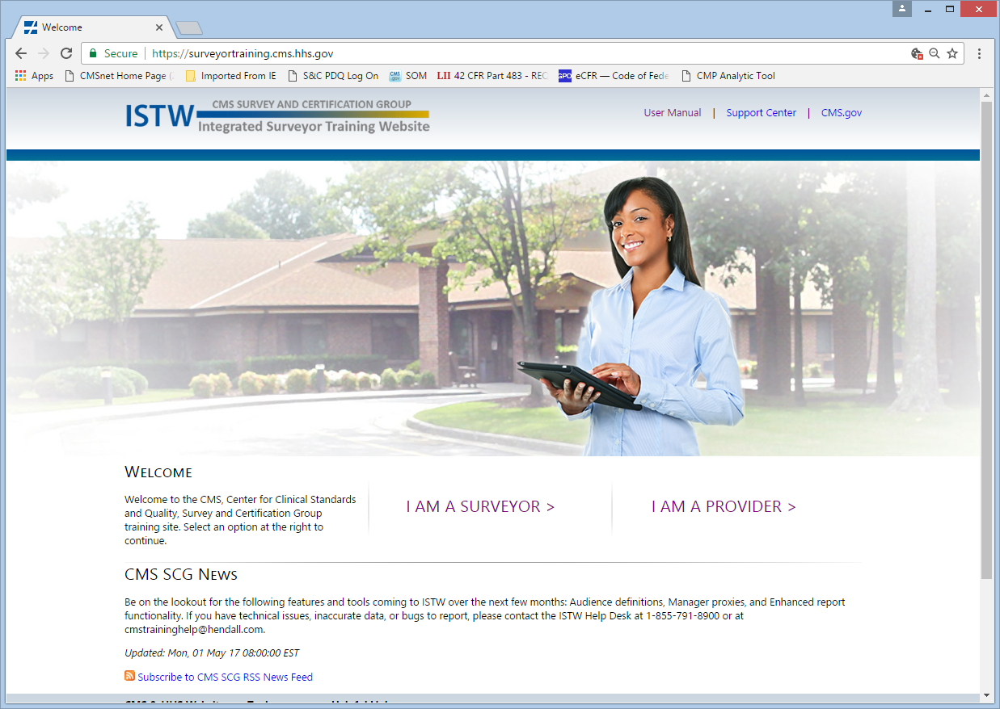 Welcome
Secure https://surveyortraining.cms.hhs.gov
Apps CMSnet Home Page ( Imported From IE S&C PDQ Log On CMS.gov SOM LII 42 CFR Part 483 - REC GPO eCFR — Code of Fede CMP Analytic Tool
ISTW CMS SURVEY AND CERTIFICATION GROUP
Integrated Surveyor Training Website
User Manual | Support Center | CMS.gov
Welcome
Welcome to the CMS, Center for Clinical Standards
and Quality, Survey and Certification Group
training site. Select an option at the right to
continue.
I AM A SURVEYOR >
I AM A PROVIDER >
CMS SCG News
Be on the lookout for the following features and tools coming to ISTW over the next few months: Audience definitions, Manager proxies, and Enhanced report
functionality. If you have technical issues, inaccurate data, or bugs to report, please contact the ISTW Help Desk at 1-855-791-8900 or at
cmstraininghelp@hendall.com.
Updated: Mon, 01 May 17 08:00:00 EST
Subscribe to CMS SCG RSS News Feed